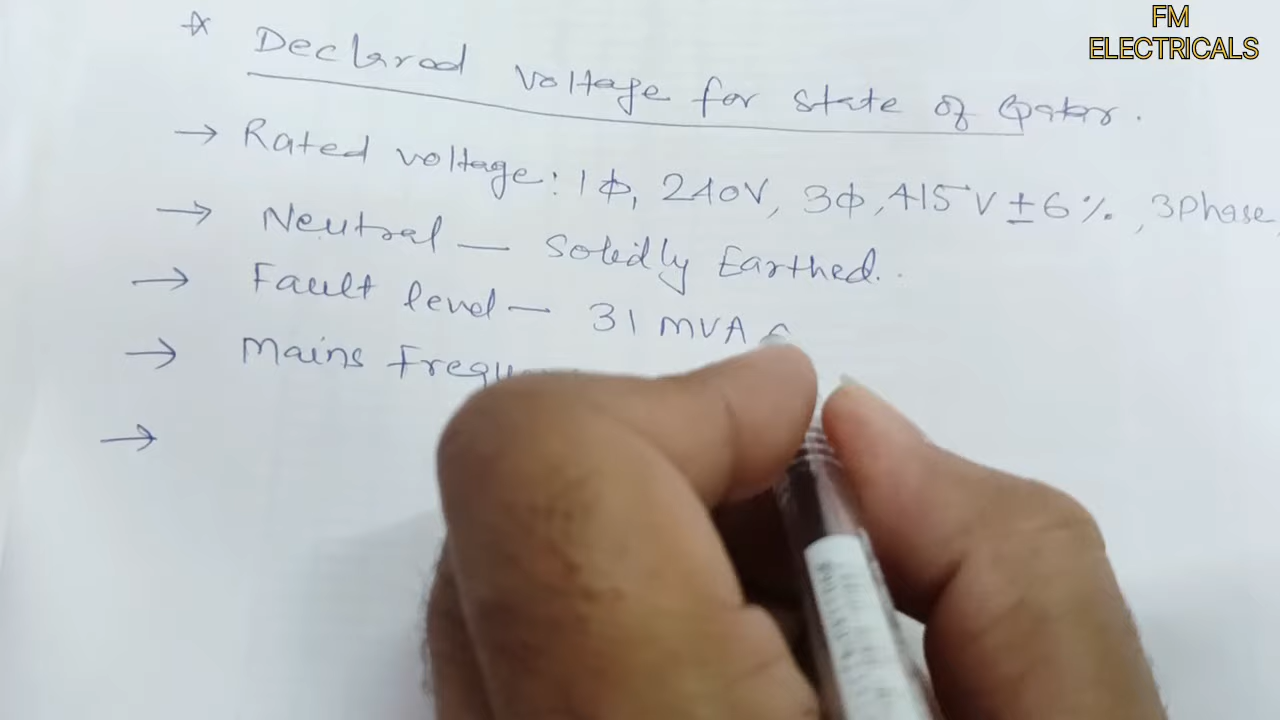 FM
ELECTRICALS
* Declared voltage for state of Qatar.
→ Rated voltage: 1ϕ, 240V, 3ϕ, 415V ± 6%, 3Phase,
→ Neutral — Solidly Earthed.
→ Fault level — 31 MVA
→ Mains Frequ
→